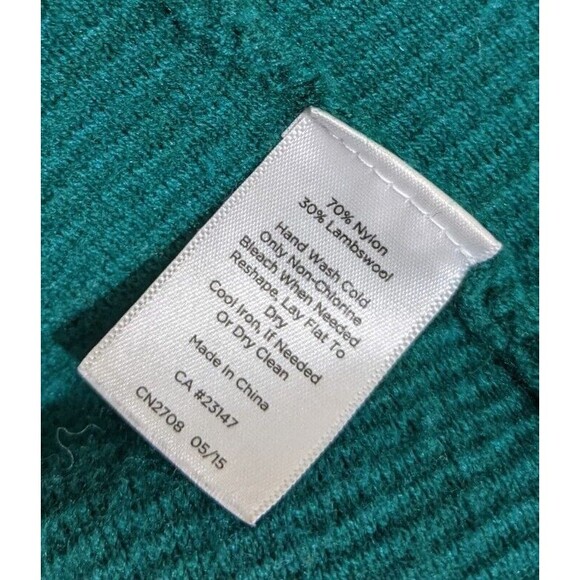 70% Nylon
30% Lambswool
Hand Wash Cold
Only Non-Chlorine
Bleach When Needed
Reshape, Lay Flat To
Dry
Cool Iron, If Needed
Or Dry Clean
Made In China
CA #23147
CN2708 05/15